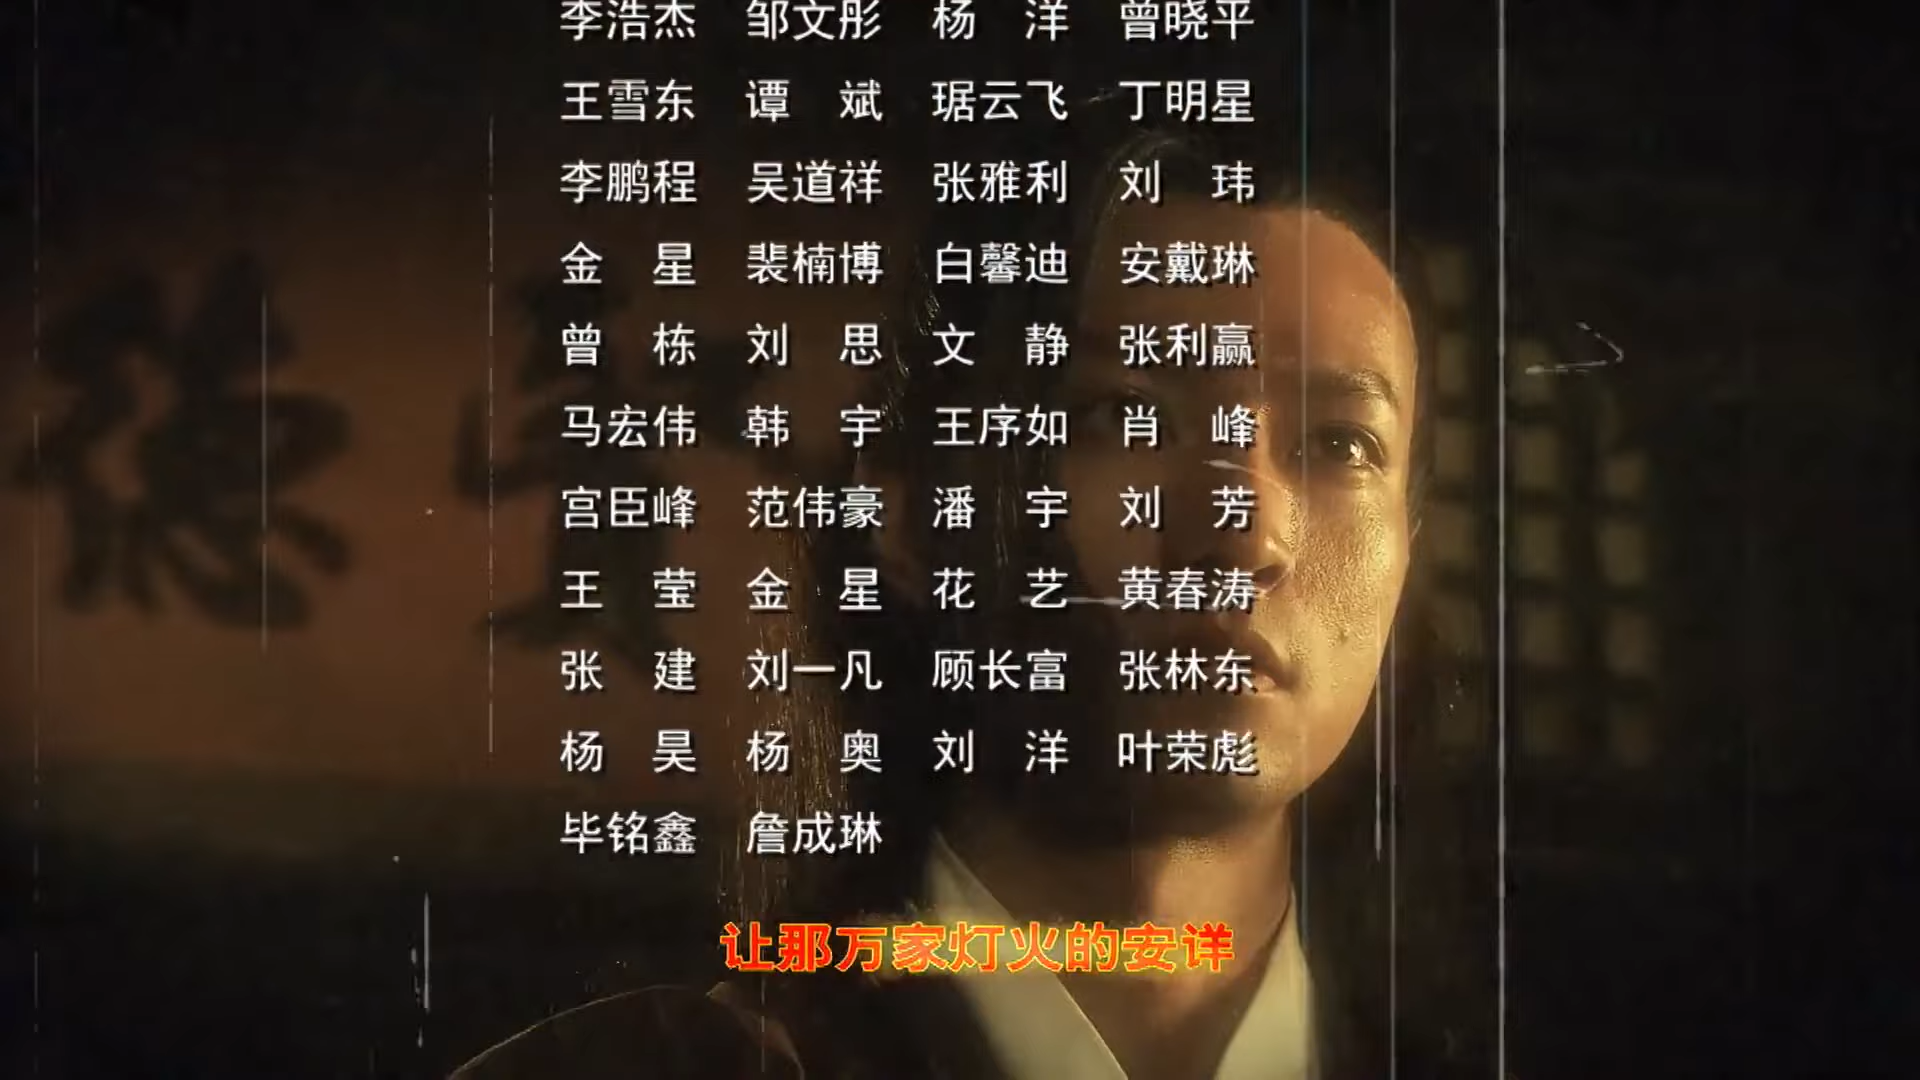 李浩杰 邹文彤 杨 洋 曾晓平
王雪东 谭 斌 琚云飞 丁明星
李鹏程 吴道祥 张雅利 刘 玮
金 星 裴楠博 白馨迪 安戴琳
曾 栋 刘 思 文 静 张利赢
马宏伟 韩 宇 王序如 肖 峰
宫臣峰 范伟豪 潘 宇 刘 芳
王 莹 金 星 花 艺 黄春涛
张 建 刘一凡 顾长富 张林东
杨 昊 杨 奥 刘 洋 叶荣彪
毕铭鑫 詹成琳
让那万家灯火的安详